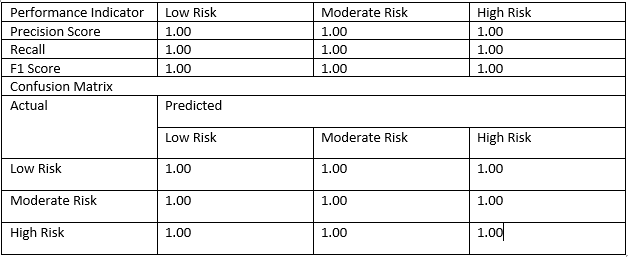 Performance Indicator Low Risk Moderate Risk High Risk
Precision Score 1.00 1.00 1.00
Recall 1.00 1.00 1.00
F1 Score 1.00 1.00 1.00
Confusion Matrix
Actual Predicted
Low Risk Moderate Risk High Risk
Low Risk 1.00 1.00 1.00
Moderate Risk 1.00 1.00 1.00
High Risk 1.00 1.00 1.00